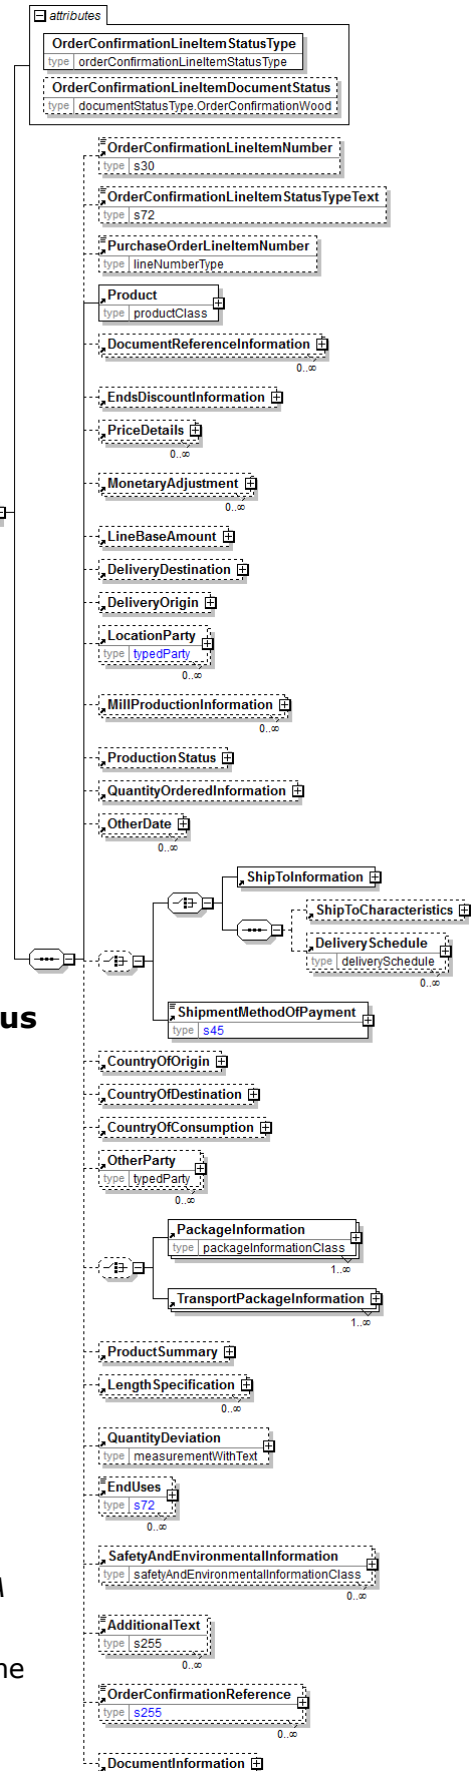 attributes
OrderConfirmationLineItemStatusType
type orderConfirmationLineItemStatusType
OrderConfirmationLineItemDocumentStatus
type documentStatusType.OrderConfirmationWood
OrderConfirmationLineItemNumber
type s30
OrderConfirmationLineItemStatusTypeText
type s72
PurchaseOrderLineItemNumber
type lineNumberType
Product
type productClass
DocumentReferenceInformation
0..∞
EndsDiscountInformation
PriceDetails
0..∞
MonetaryAdjustment
0..∞
LineBaseAmount
DeliveryDestination
DeliveryOrigin
LocationParty
type typedParty
0..∞
MillProductionInformation
0..∞
ProductionStatus
QuantityOrderedInformation
OtherDate
0..∞
ShipToInformation
ShipToCharacteristics
DeliverySchedule
type deliverySchedule
0..∞
us
ShipmentMethodOfPayment
type s45
CountryOfOrigin
CountryOfDestination
CountryOfConsumption
OtherParty
type typedParty
0..∞
PackageInformation
type packageInformationClass
1..∞
TransportPackageInformation
1..∞
ProductSummary
LengthSpecification
0..∞
QuantityDeviation
type measurementWithText
EndUses
type s72
0..∞
SafetyAndEnvironmentalInformation
type safetyAndEnvironmentalInformationClass
0..∞
AdditionalText
type s255
0..∞
ne
OrderConfirmationReference
type s255
0..∞
DocumentInformation